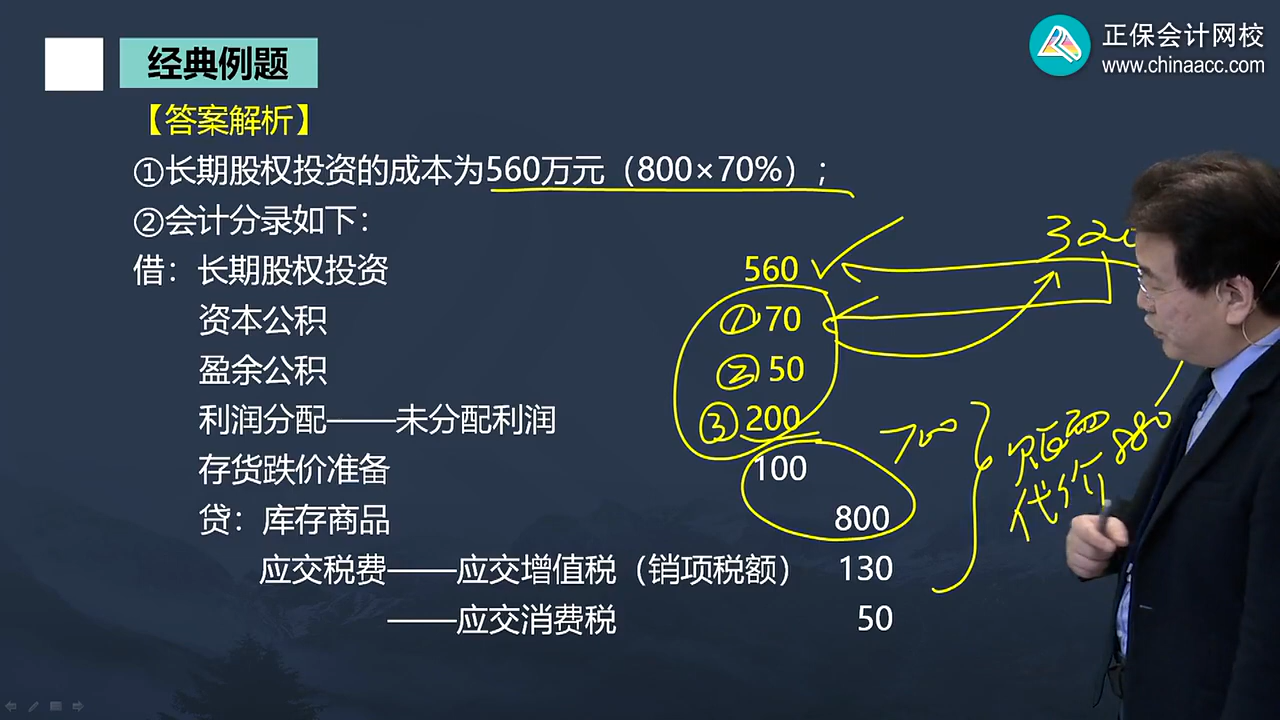 正保会计网校
www.chinaacc.com
经典例题
【答案解析】
①长期股权投资的成本为560万元（800×70%）；
②会计分录如下：
借：长期股权投资 560
资本公积 ①70
盈余公积 ②50
利润分配——未分配利润 ③200
存货跌价准备 100
贷：库存商品 800
应交税费——应交增值税（销项税额） 130
——应交消费税 50
320
700
账面
代价 880